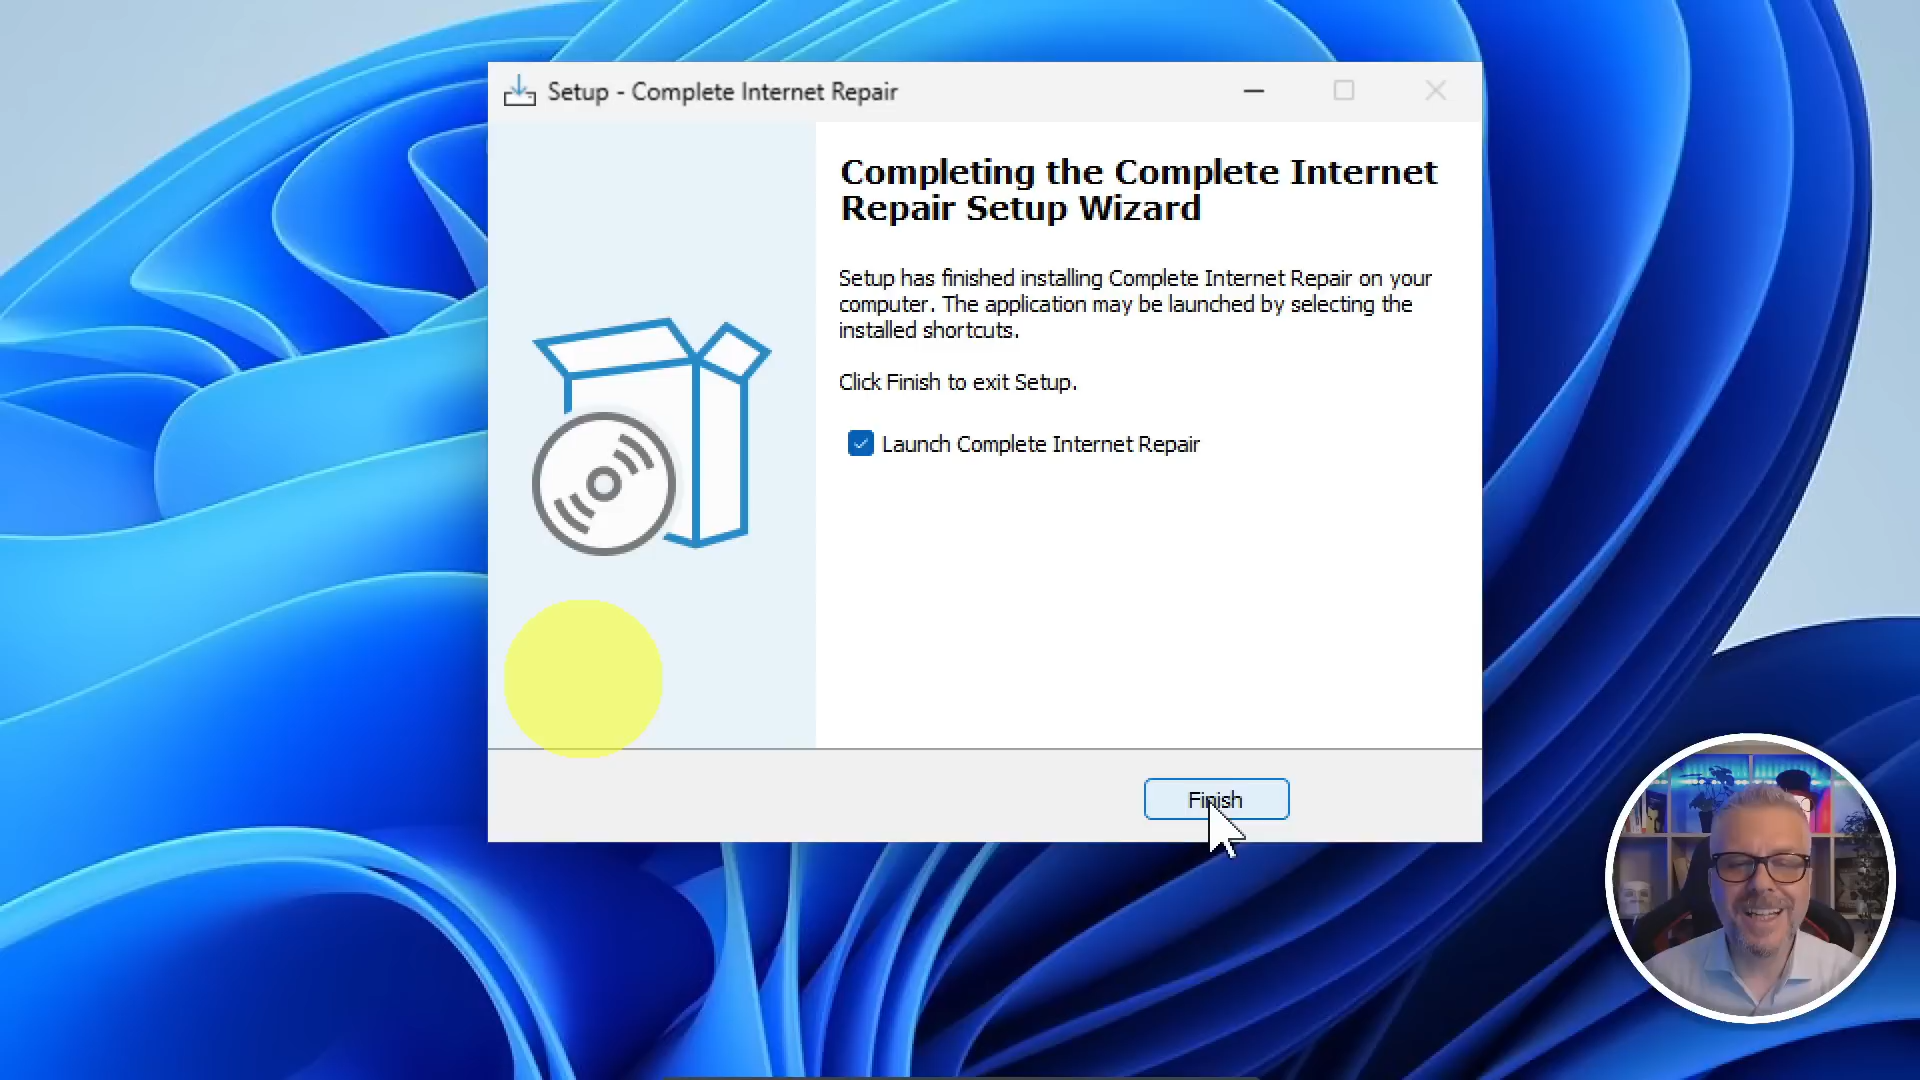 Setup - Complete Internet Repair
Completing the Complete Internet
Repair Setup Wizard
Setup has finished installing Complete Internet Repair on your
computer. The application may be launched by selecting the
installed shortcuts.
Click Finish to exit Setup.
Launch Complete Internet Repair
Finish